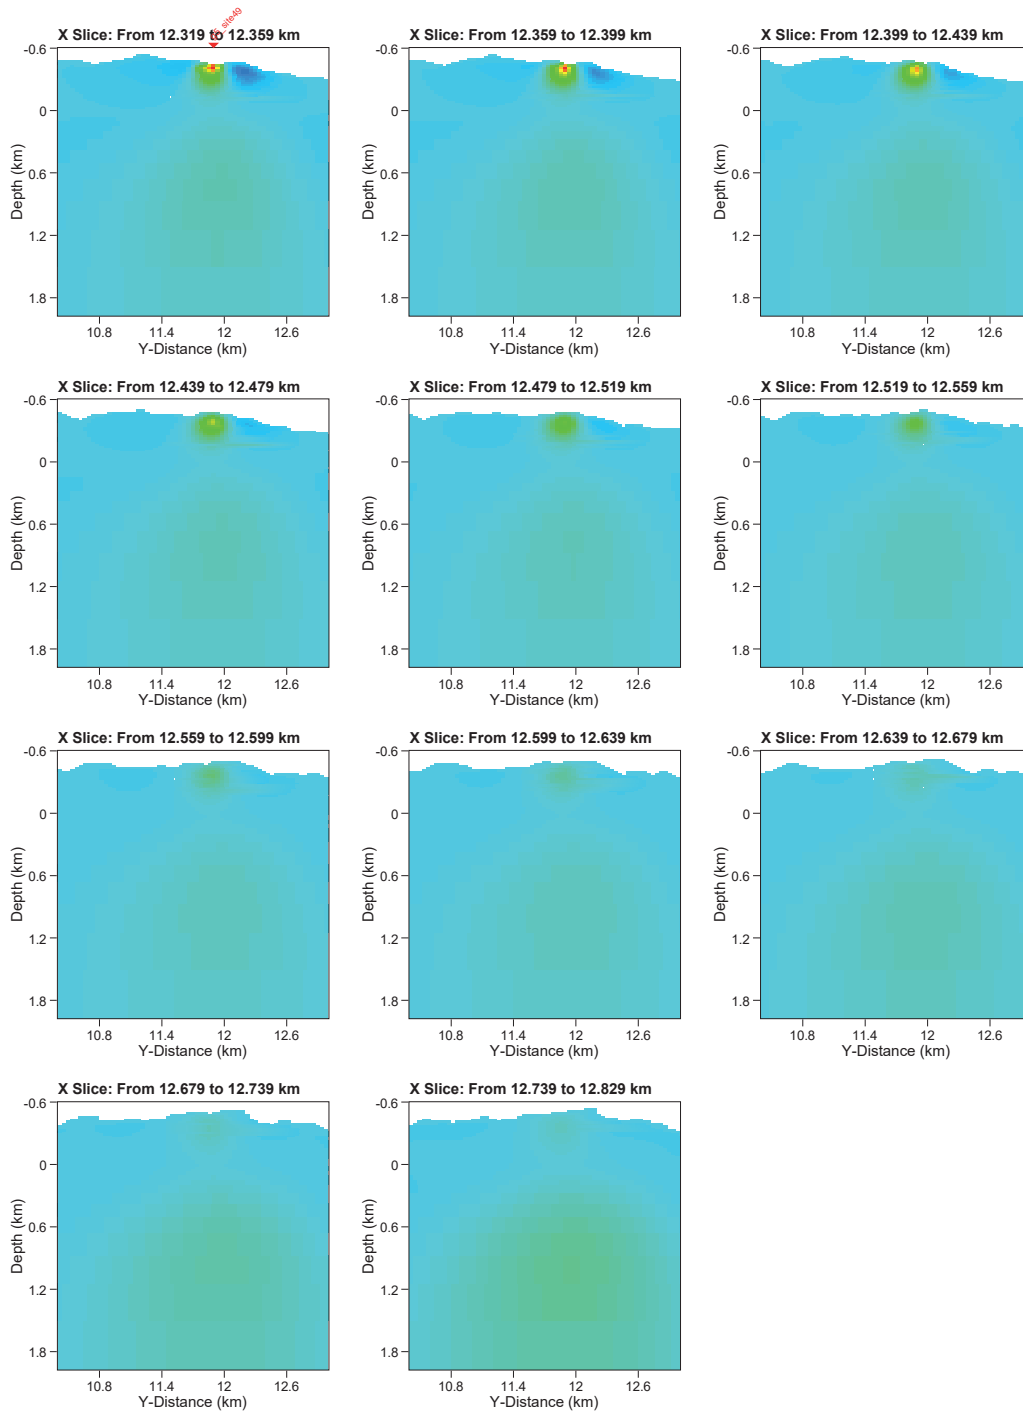 X Slice: From 12.319 to 12.359 km
X Slice: From 12.359 to 12.399 km
X Slice: From 12.399 to 12.439 km
-0.6
0
0.6
1.2
1.8
Depth (km)
10.8 11.4 12 12.6
Y-Distance (km)
-0.6
0
0.6
1.2
1.8
Depth (km)
10.8 11.4 12 12.6
Y-Distance (km)
-0.6
0
0.6
1.2
1.8
Depth (km)
10.8 11.4 12 12.6
Y-Distance (km)
X Slice: From 12.439 to 12.479 km
X Slice: From 12.479 to 12.519 km
X Slice: From 12.519 to 12.559 km
-0.6
0
0.6
1.2
1.8
Depth (km)
10.8 11.4 12 12.6
Y-Distance (km)
-0.6
0
0.6
1.2
1.8
Depth (km)
10.8 11.4 12 12.6
Y-Distance (km)
-0.6
0
0.6
1.2
1.8
Depth (km)
10.8 11.4 12 12.6
Y-Distance (km)
X Slice: From 12.559 to 12.599 km
X Slice: From 12.599 to 12.639 km
X Slice: From 12.639 to 12.679 km
-0.6
0
0.6
1.2
1.8
Depth (km)
10.8 11.4 12 12.6
Y-Distance (km)
-0.6
0
0.6
1.2
1.8
Depth (km)
10.8 11.4 12 12.6
Y-Distance (km)
-0.6
0
0.6
1.2
1.8
Depth (km)
10.8 11.4 12 12.6
Y-Distance (km)
X Slice: From 12.679 to 12.739 km
X Slice: From 12.739 to 12.829 km
-0.6
0
0.6
1.2
1.8
Depth (km)
10.8 11.4 12 12.6
Y-Distance (km)
-0.6
0
0.6
1.2
1.8
Depth (km)
10.8 11.4 12 12.6
Y-Distance (km)